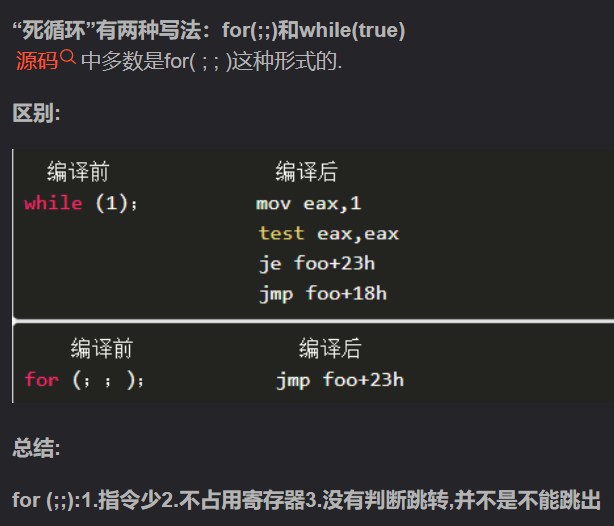 “死循环”有两种写法：for(;;)和while(true)
源码中多数是for( ; ; )这种形式的.
区别:
编译前 编译后
while (1); mov eax,1
test eax,eax
je foo+23h
jmp foo+18h
编译前 编译后
for (; ; ); jmp foo+23h
总结:
for (;;):1.指令少2.不占用寄存器3.没有判断跳转,并不是不能跳出